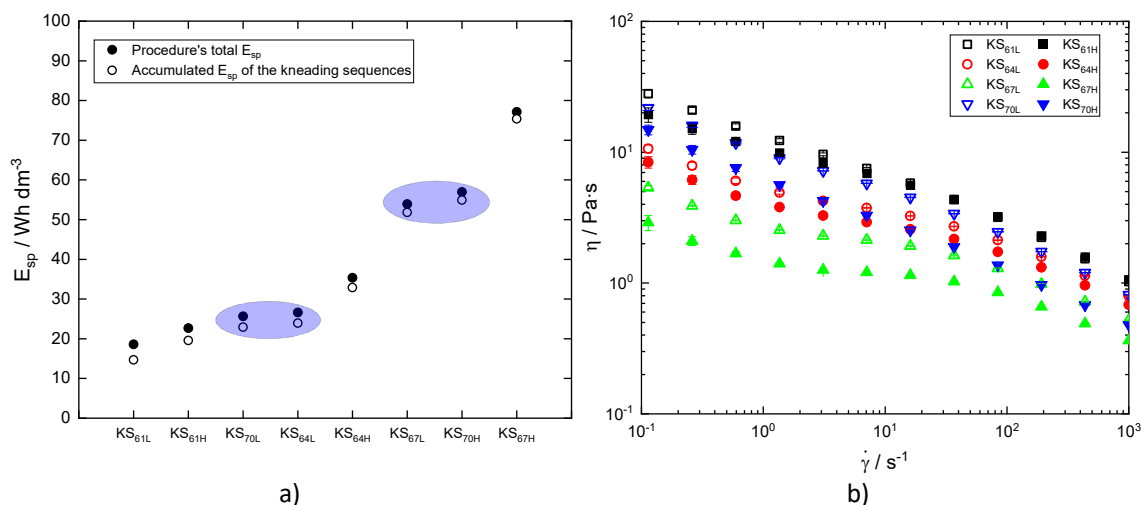 100
90
80
70
60
50
40
30
20
10
0
E_sp / Wh dm^-3
Procedure's total E_sp
Accumulated E_sp of the kneading sequences
KS_61L KS_61H KS_70L KS_64L KS_64H KS_67L KS_70H KS_67H
a)
10^2
10^1
10^0
10^-1
η / Pa·s
KS_61L KS_61H
KS_64L KS_64H
KS_67L KS_67H
KS_70L KS_70H
10^-1 10^0 10^1 10^2 10^3
γ̇ / s^-1
b)